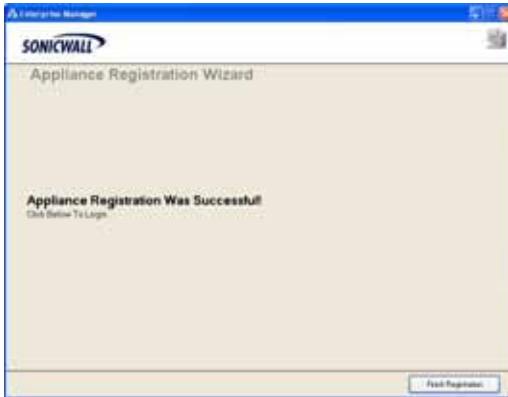 Enterprise Manager
SONICWALL
Appliance Registration Wizard
Appliance Registration Was Successful!
Click Below To Login
Finish Registration